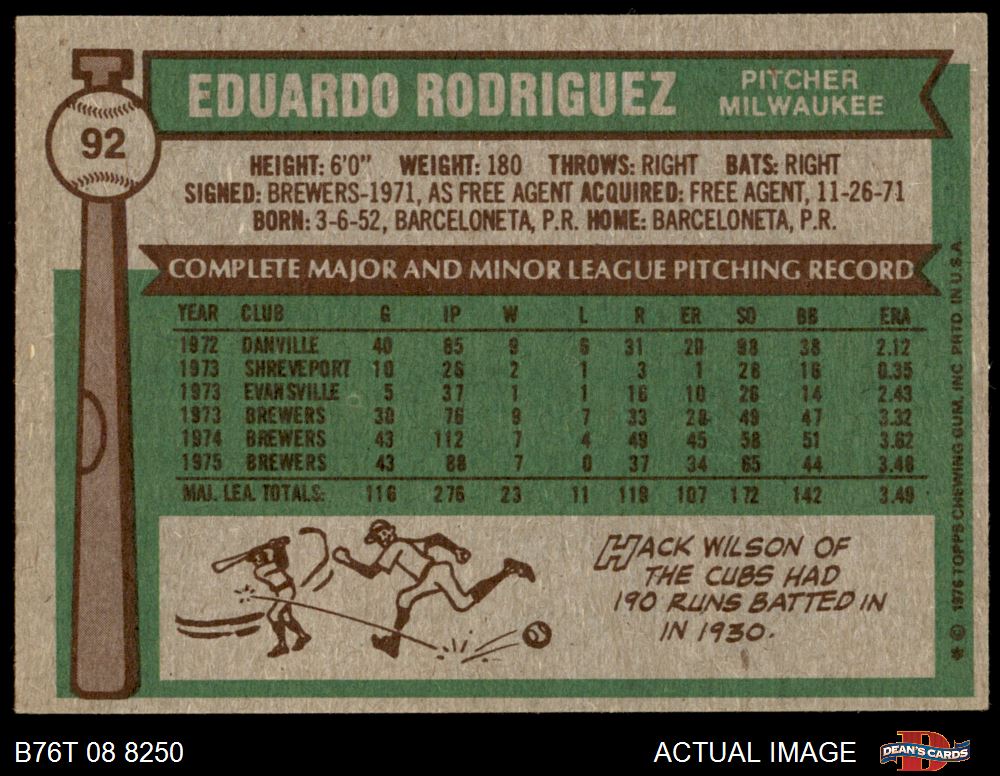 92
EDUARDO RODRIGUEZ
PITCHER
MILWAUKEE
HEIGHT: 6'0" WEIGHT: 180 THROWS: RIGHT BATS: RIGHT
SIGNED: BREWERS-1971, AS FREE AGENT ACQUIRED: FREE AGENT, 11-26-71
BORN: 3-6-52, BARCELONETA, P.R. HOME: BARCELONETA, P.R.
COMPLETE MAJOR AND MINOR LEAGUE PITCHING RECORD
YEAR CLUB G IP W L R ER SO BB ERA
1972 DANVILLE 40 85 9 6 31 20 98 38 2.12
1973 SHREVEPORT 10 26 2 1 3 1 26 16 0.35
1973 EVANSVILLE 5 37 1 1 16 10 26 14 2.43
1973 BREWERS 30 76 9 7 33 28 49 47 3.32
1974 BREWERS 43 112 7 4 49 45 58 51 3.62
1975 BREWERS 43 88 7 0 37 34 65 44 3.48
MAJ. LEA. TOTALS: 116 276 23 11 119 107 172 142 3.49
HACK WILSON OF
THE CUBS HAD
190 RUNS BATTED IN
IN 1930.
* © 1976 TOPPS CHEWING GUM, INC. PRTD. IN U.S.A.
B76T 08 8250
ACTUAL IMAGE
DEAN'S CARDS